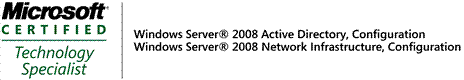 Microsoft®
CERTIFIED
Technology
Specialist
Windows Server® 2008 Active Directory, Configuration
Windows Server® 2008 Network Infrastructure, Configuration